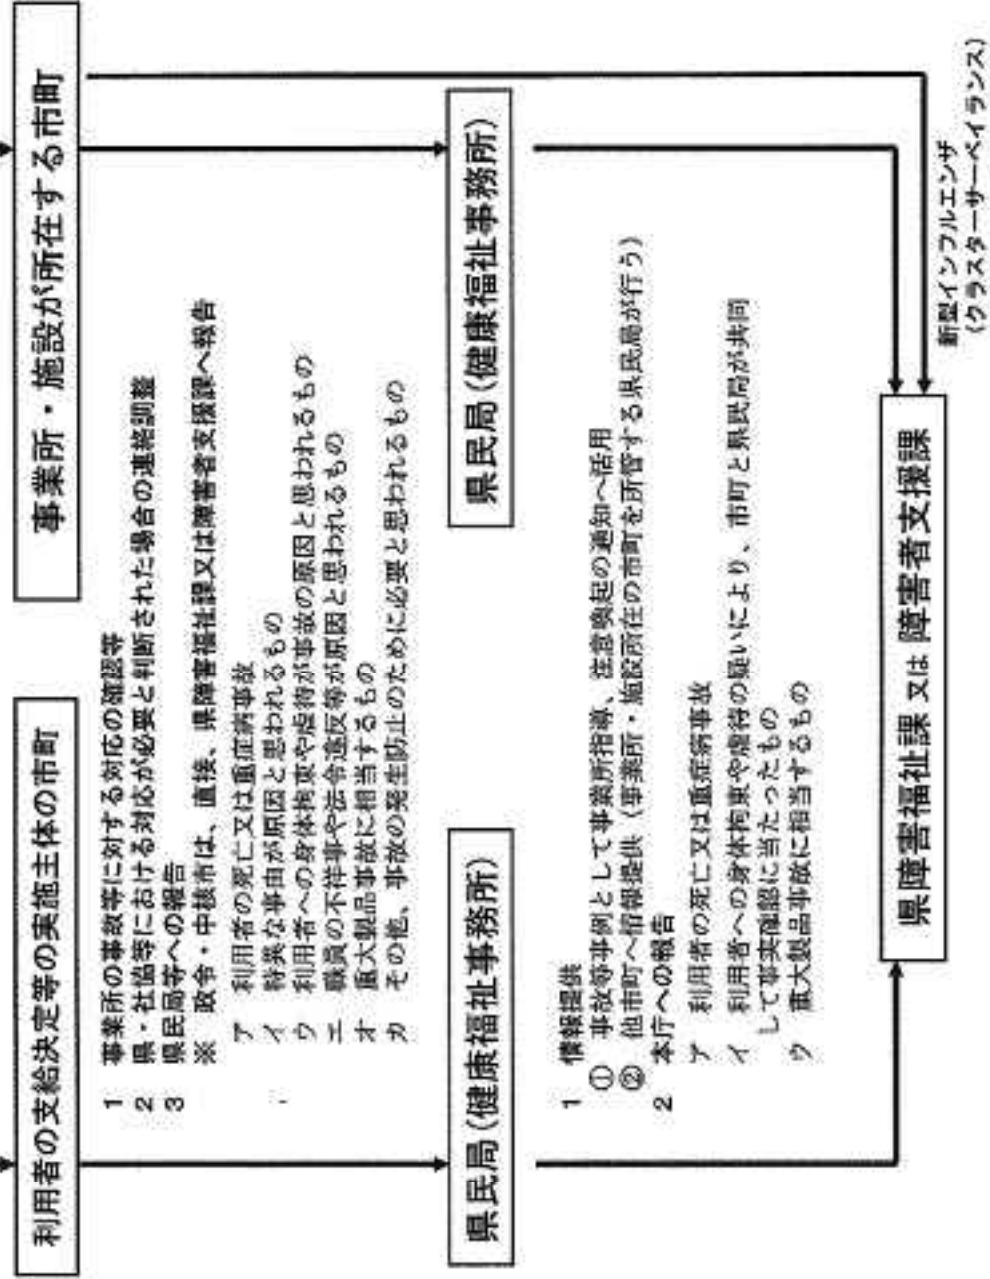 利用者の支給決定等の実施主体の市町
事業所・施設が所在する市町
1 事業所の事故等に対する対応の確認等
2 県・社協等における対応が必要と判断された場合の連絡調整
3 県民局等への報告
※ 政令・中核市は、直接、県障害福祉課又は障害者支援課へ報告
ア 利用者の死亡又は重症病事故
イ 特異な事由が原因と思われるもの
ウ 利用者への身体拘束や虐待が事故の原因と思われるもの
エ 職員の不祥事や法令違反等が原因と思われるもの
オ 重大製品事故に相当するもの
カ その他、事故の発生防止のために必要と思われるもの
県民局（健康福祉事務所）
県民局（健康福祉事務所）
1 情報提供
① 事故等事例として事業所指導、注意喚起の通知へ活用
② 他市町へ情報提供（事業所・施設所在の市町を所管する県民局が行う）
2 本庁への報告
ア 利用者の死亡又は重症病事故
イ 利用者への身体拘束や虐待の疑いにより、市町と県民局が共同
して事実確認に当たったもの
ウ 重大製品事故に相当するもの
県障害福祉課 又は 障害者支援課
新型インフルエンザ
（クラスターサーベイランス）